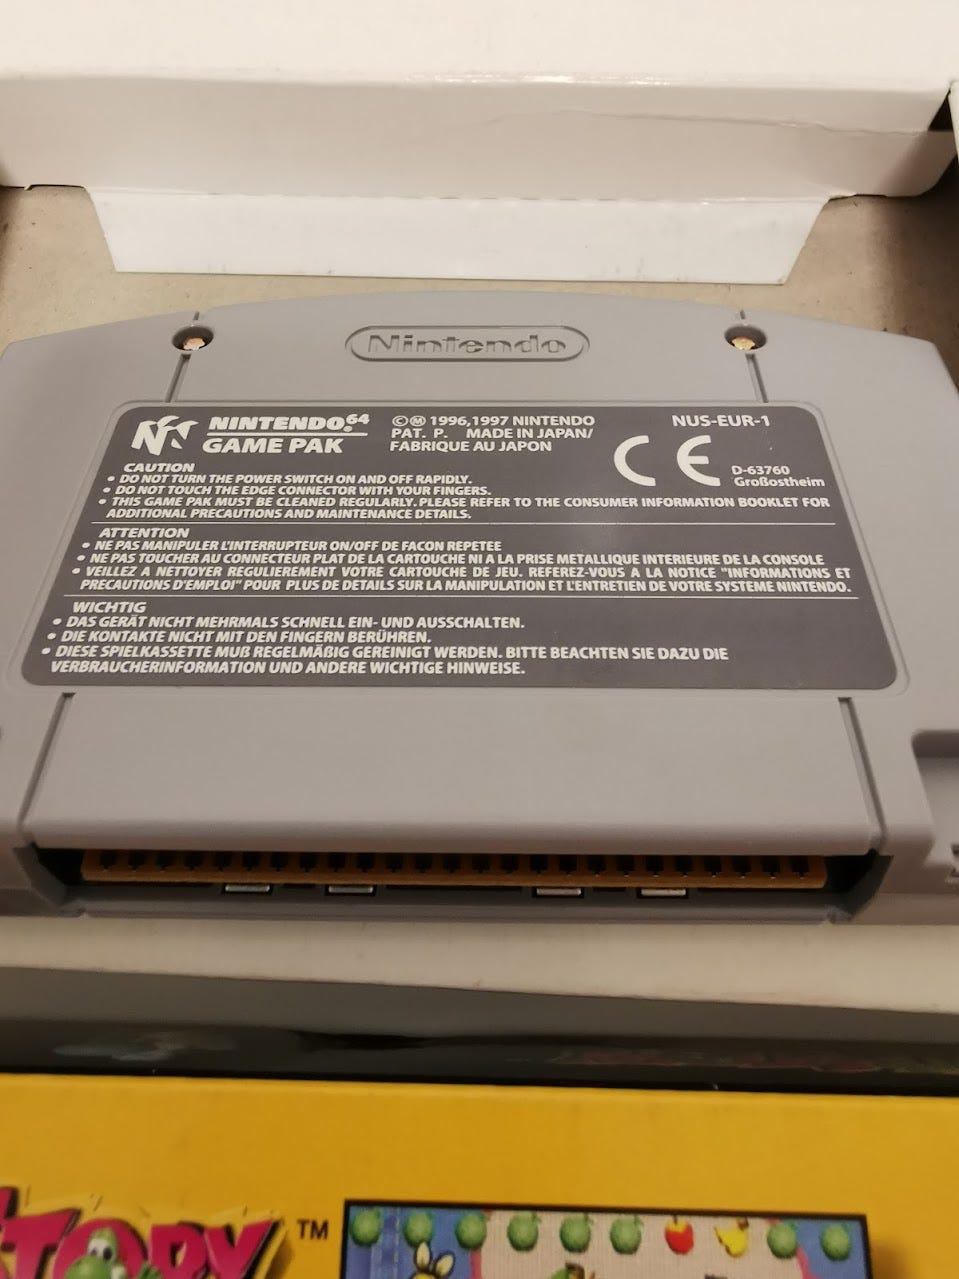 Nintendo
NINTENDO 64
GAME PAK
©Ⓜ 1996,1997 NINTENDO
PAT. P. MADE IN JAPAN/
FABRIQUE AU JAPON
NUS-EUR-1
CE
D-63760
Großostheim
CAUTION
• DO NOT TURN THE POWER SWITCH ON AND OFF RAPIDLY.
• DO NOT TOUCH THE EDGE CONNECTOR WITH YOUR FINGERS.
• THIS GAME PAK MUST BE CLEANED REGULARLY. PLEASE REFER TO THE CONSUMER INFORMATION BOOKLET FOR
ADDITIONAL PRECAUTIONS AND MAINTENANCE DETAILS.
ATTENTION
• NE PAS MANIPULER L'INTERRUPTEUR ON/OFF DE FACON REPETEE
• NE PAS TOUCHER AU CONNECTEUR PLAT DE LA CARTOUCHE NI A LA PRISE METALLIQUE INTERIEURE DE LA CONSOLE
• VEILLEZ A NETTOYER REGULIEREMENT VOTRE CARTOUCHE DE JEU. REFEREZ-VOUS A LA NOTICE "INFORMATIONS ET
PRECAUTIONS D'EMPLOI" POUR PLUS DE DETAILS SUR LA MANIPULATION ET L'ENTRETIEN DE VOTRE SYSTEME NINTENDO.
WICHTIG
• DAS GERÄT NICHT MEHRMALS SCHNELL EIN- UND AUSSCHALTEN.
• DIE KONTAKTE NICHT MIT DEN FINGERN BERÜHREN.
• DIESE SPIELKASSETTE MUß REGELMÄßIG GEREINIGT WERDEN. BITTE BEACHTEN SIE DAZU DIE
VERBRAUCHERINFORMATION UND ANDERE WICHTIGE HINWEISE.
STORY ™